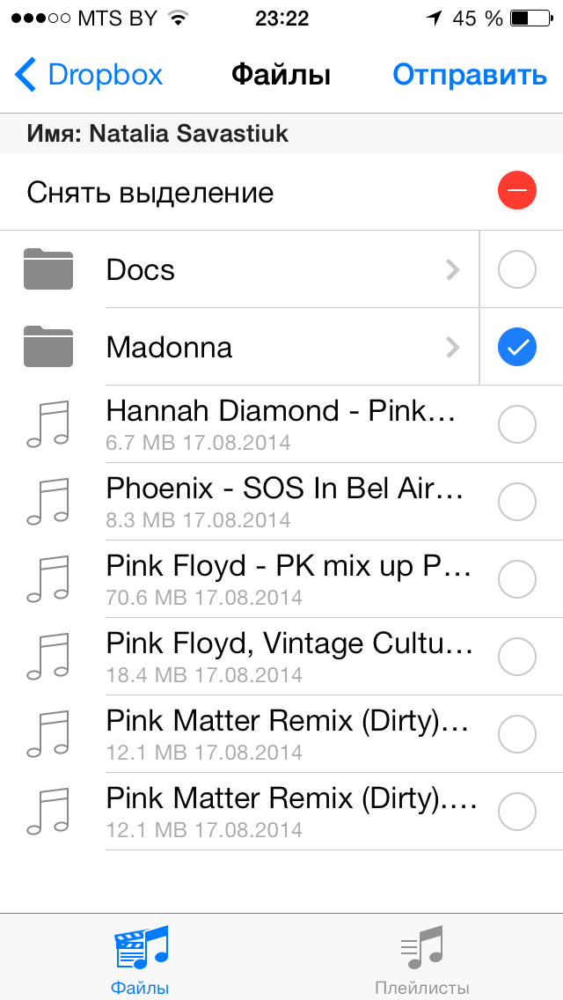 MTS BY 23:22 45 %
Dropbox Файлы Отправить
Имя: Natalia Savastiuk
Снять выделение
Docs
Madonna
Hannah Diamond - Pink...
6.7 MB 17.08.2014
Phoenix - SOS In Bel Air...
8.3 MB 17.08.2014
Pink Floyd - PK mix up P...
70.6 MB 17.08.2014
Pink Floyd, Vintage Cultu...
18.4 MB 17.08.2014
Pink Matter Remix (Dirty)...
12.1 MB 17.08.2014
Pink Matter Remix (Dirty)....
12.1 MB 17.08.2014
Файлы Плейлисты